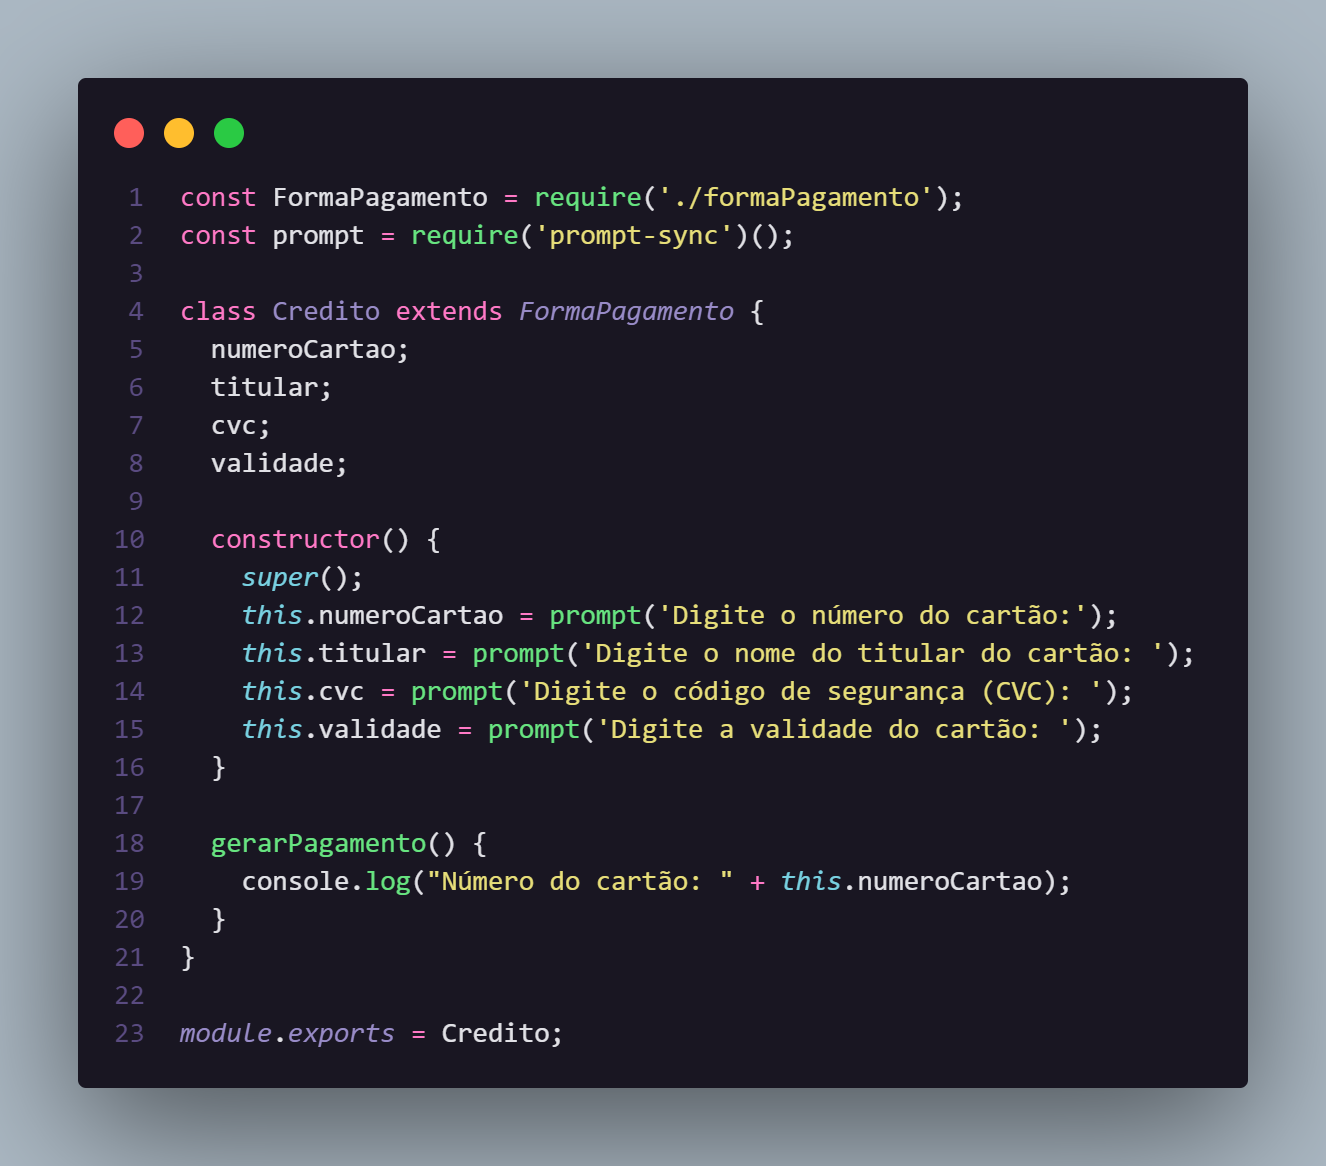 1 const FormaPagamento = require('./formaPagamento');
2 const prompt = require('prompt-sync')();
3
4 class Credito extends FormaPagamento {
5   numeroCartao;
6   titular;
7   cvc;
8   validade;
9
10   constructor() {
11     super();
12     this.numeroCartao = prompt('Digite o número do cartão:');
13     this.titular = prompt('Digite o nome do titular do cartão: ');
14     this.cvc = prompt('Digite o código de segurança (CVC): ');
15     this.validade = prompt('Digite a validade do cartão: ');
16   }
17
18   gerarPagamento() {
19     console.log("Número do cartão: " + this.numeroCartao);
20   }
21 }
22
23 module.exports = Credito;